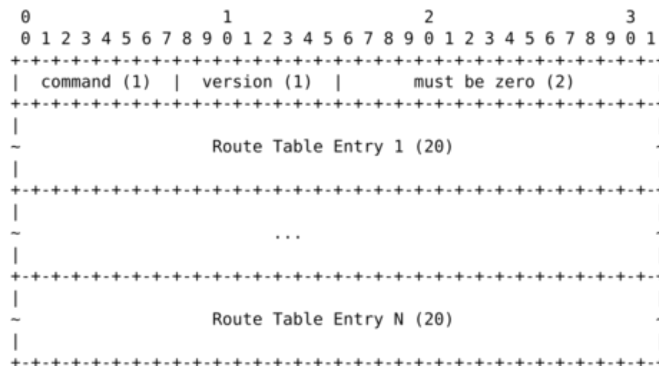 0 1 2 3
0 1 2 3 4 5 6 7 8 9 0 1 2 3 4 5 6 7 8 9 0 1 2 3 4 5 6 7 8 9 0 1
+-+-+-+-+-+-+-+-+-+-+-+-+-+-+-+-+-+-+-+-+-+-+-+-+-+-+-+-+-+-+-+-+
| command (1) | version (1) | must be zero (2) |
+-+-+-+-+-+-+-+-+-+-+-+-+-+-+-+-+-+-+-+-+-+-+-+-+-+-+-+-+-+-+-+-+
| |
~ Route Table Entry 1 (20) ~
| |
+-+-+-+-+-+-+-+-+-+-+-+-+-+-+-+-+-+-+-+-+-+-+-+-+-+-+-+-+-+-+-+-+
| |
~ ... ~
| |
+-+-+-+-+-+-+-+-+-+-+-+-+-+-+-+-+-+-+-+-+-+-+-+-+-+-+-+-+-+-+-+-+
| |
~ Route Table Entry N (20) ~
| |
+-+-+-+-+-+-+-+-+-+-+-+-+-+-+-+-+-+-+-+-+-+-+-+-+-+-+-+-+-+-+-+-+